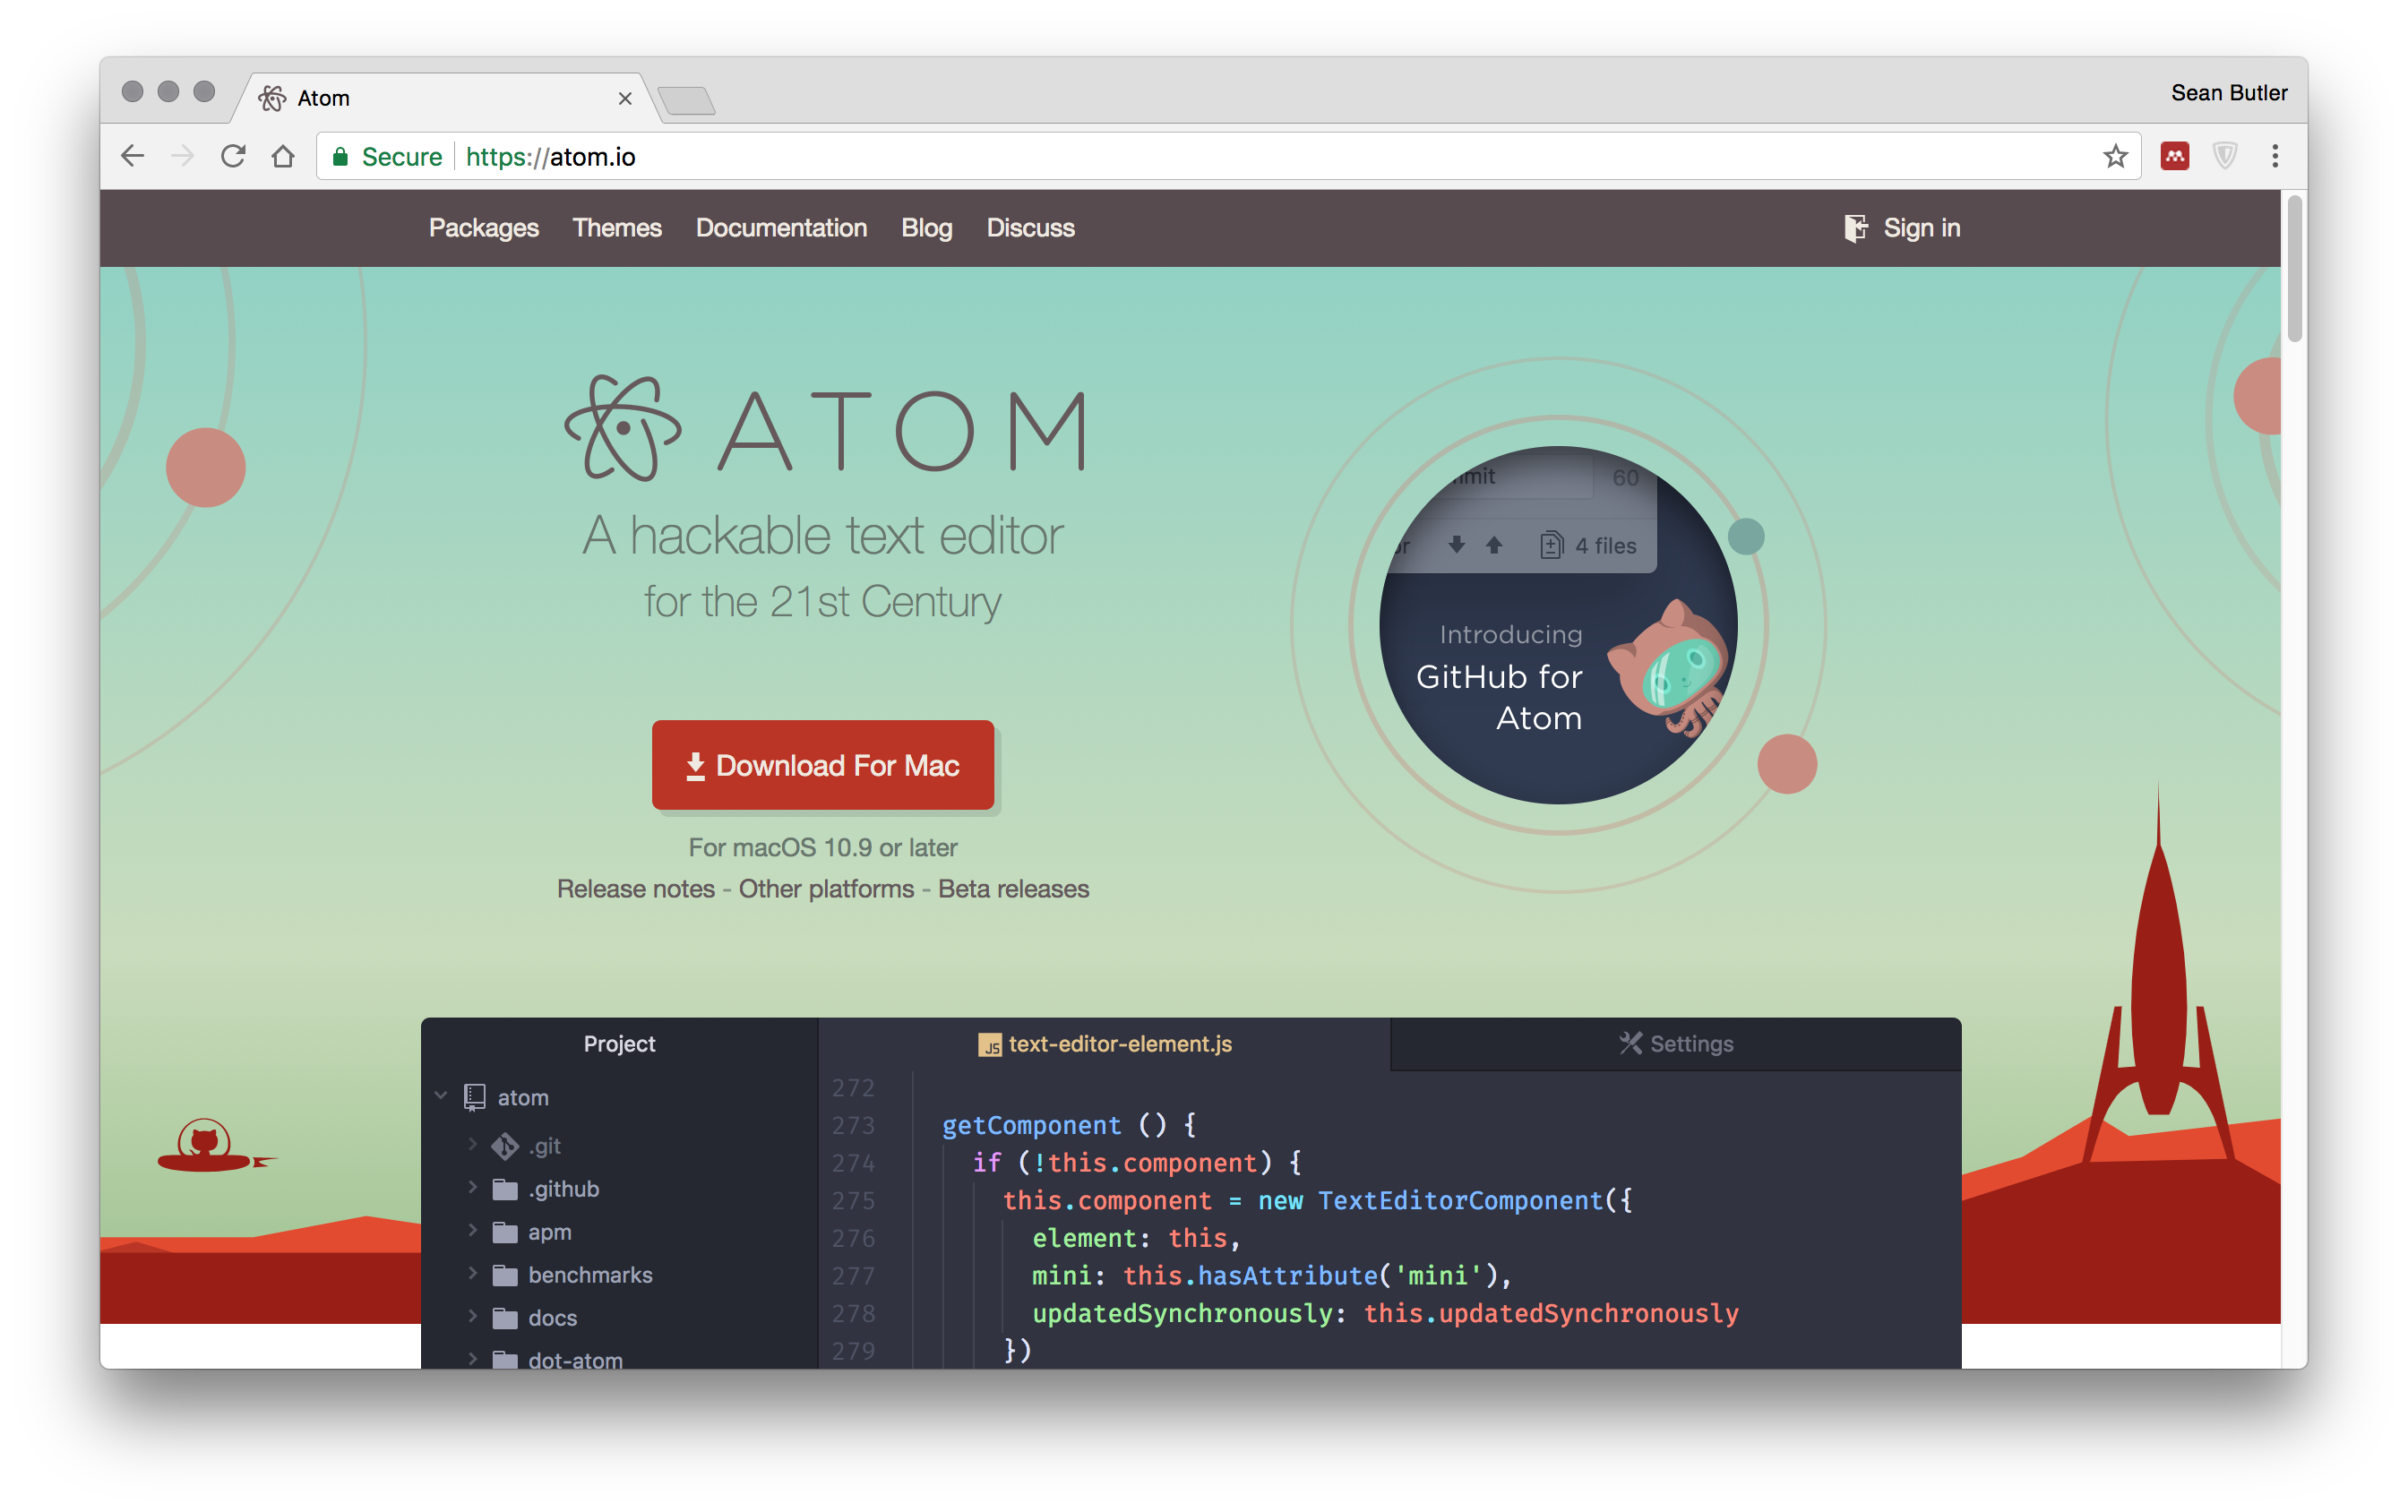 Atom
Sean Butler
Secure https://atom.io
Packages Themes Documentation Blog Discuss Sign in
ATOM
A hackable text editor
for the 21st Century
Download For Mac
For macOS 10.9 or later
Release notes - Other platforms - Beta releases
60
4 files
Introducing
GitHub for
Atom
Project
atom
.git
.github
apm
benchmarks
docs
dot-atom
JS text-editor-element.js
Settings
272
273 getComponent () {
274 if (!this.component) {
275 this.component = new TextEditorComponent({
276 element: this,
277 mini: this.hasAttribute('mini'),
278 updatedSynchronously: this.updatedSynchronously
279 })